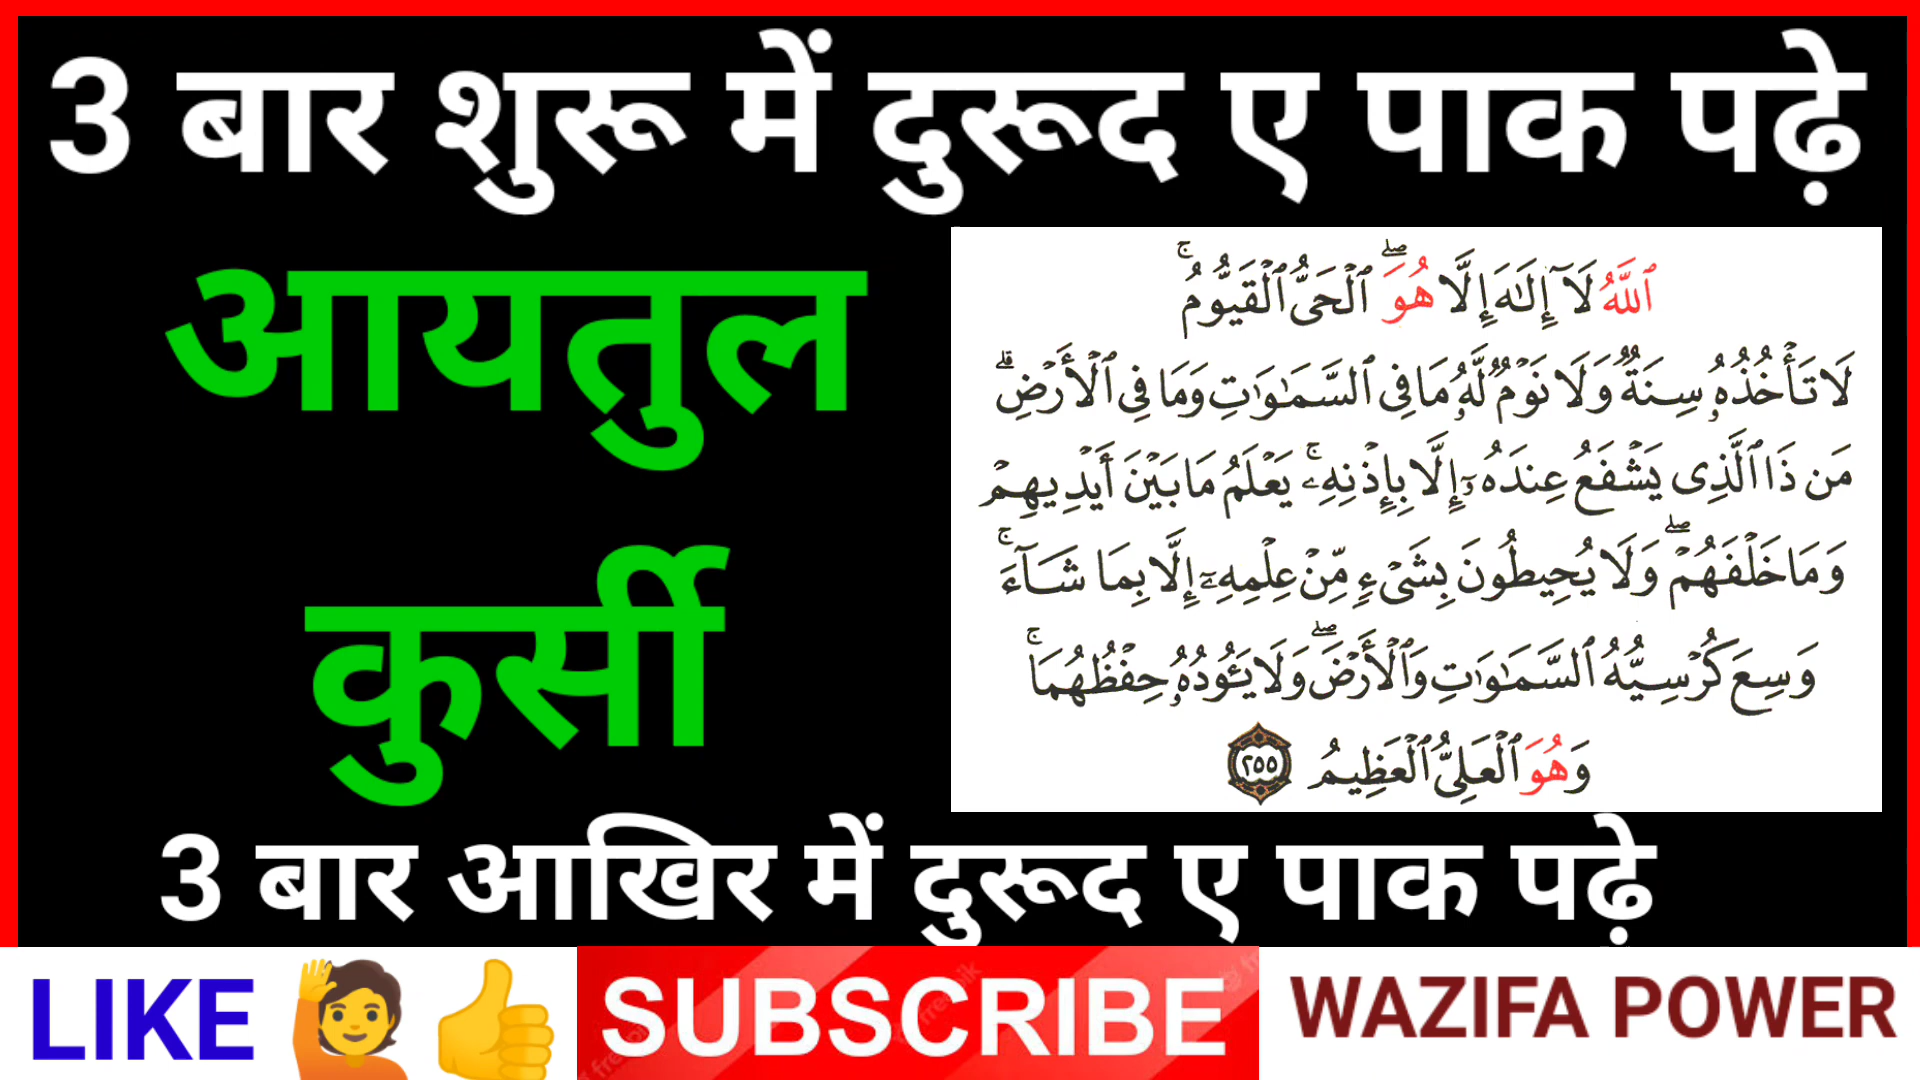 3 बार शुरू में दुरूद ए पाक पढ़े
आयतुल
कुर्सी
ٱللَّهُ لَآ إِلَٰهَ إِلَّا هُوَ ۖ ٱلْحَىُّ ٱلْقَيُّومُ ۚ
لَا تَأْخُذُهُۥ سِنَةٌ وَلَا نَوْمٌ لَّهُۥ مَا فِى ٱلسَّمَٰوَٰتِ وَمَا فِى ٱلْأَرْضِ ۗ
مَن ذَا ٱلَّذِى يَشْفَعُ عِندَهُۥٓ إِلَّا بِإِذْنِهِۦ ۚ يَعْلَمُ مَا بَيْنَ أَيْدِيهِمْ
وَمَا خَلْفَهُمْ ۖ وَلَا يُحِيطُونَ بِشَىْءٍ مِّنْ عِلْمِهِۦٓ إِلَّا بِمَا شَآءَ ۚ
وَسِعَ كُرْسِيُّهُ ٱلسَّمَٰوَٰتِ وَٱلْأَرْضَ ۖ وَلَا يَـُٔودُهُۥ حِفْظُهُمَا ۚ
وَهُوَ ٱلْعَلِىُّ ٱلْعَظِيمُ ٢٥٥
3 बार आखिर में दुरूद ए पाक पढ़े
LIKE SUBSCRIBE WAZIFA POWER